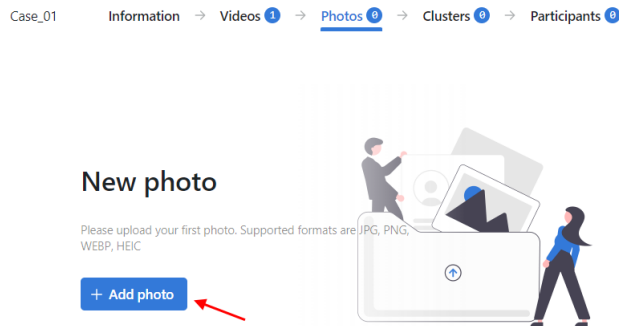 Case_01 Information → Videos 1 → Photos 0 → Clusters 0 → Participants 0
New photo
Please upload your first photo. Supported formats are JPG, PNG,
WEBP, HEIC
+ Add photo